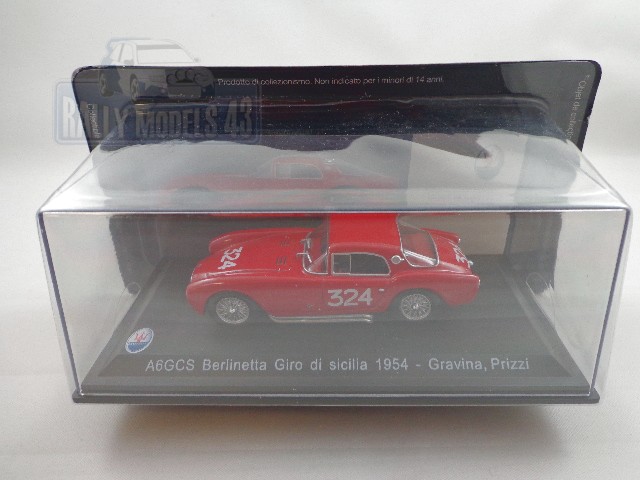 RALLY MODELS 43
Prodotto di collezionismo. Non indicato per i minori di 14 anni.
324
324
A6GCS Berlinetta Giro di sicilia 1954 - Gravina, Prizzi